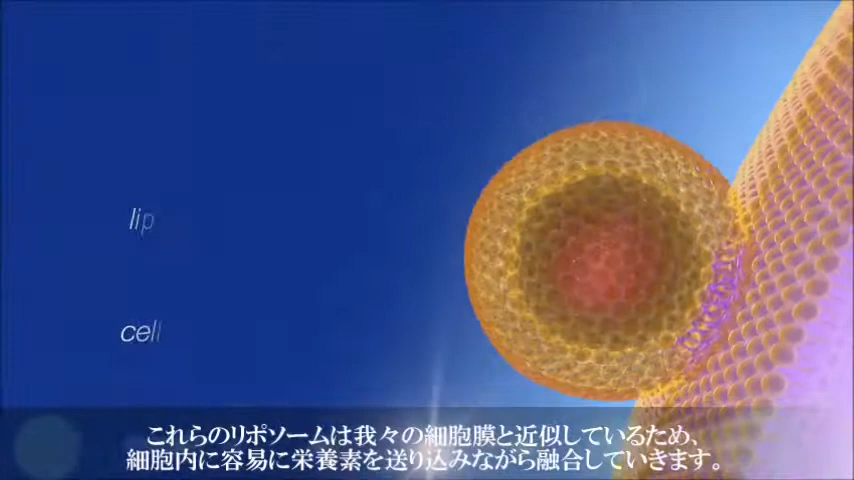 lip
cell
これらのリポソームは我々の細胞膜と近似しているため、
細胞内に容易に栄養素を送り込みながら融合していきます。